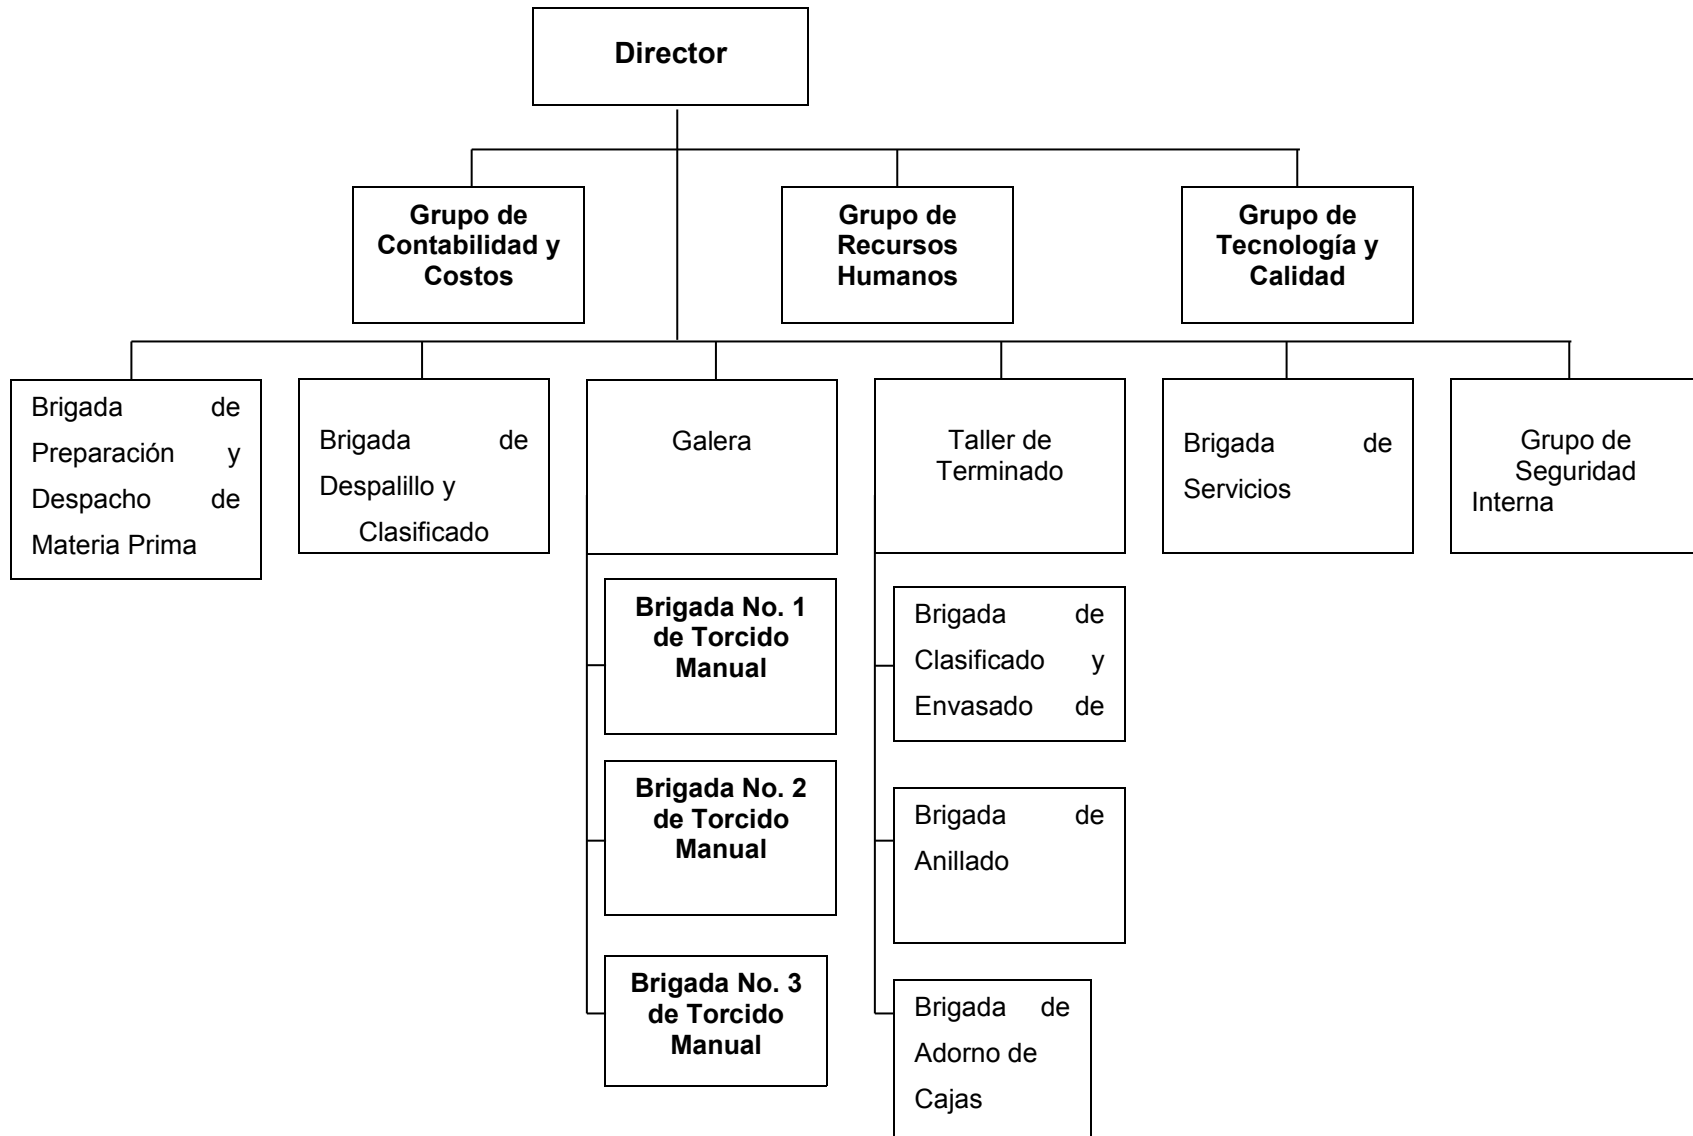 Director
Grupo de
Contabilidad y
Costos
Grupo de
Recursos
Humanos
Grupo de
Tecnología y
Calidad
Brigada de
Preparación y
Despacho de
Materia Prima
Brigada de
Despalillo y
Clasificado
Galera
Taller de
Terminado
Brigada de
Servicios
Grupo de
Seguridad
Interna
Brigada No. 1
de Torcido
Manual
Brigada No. 2
de Torcido
Manual
Brigada No. 3
de Torcido
Manual
Brigada de
Clasificado y
Envasado de
Brigada de
Anillado
Brigada de
Adorno de
Cajas